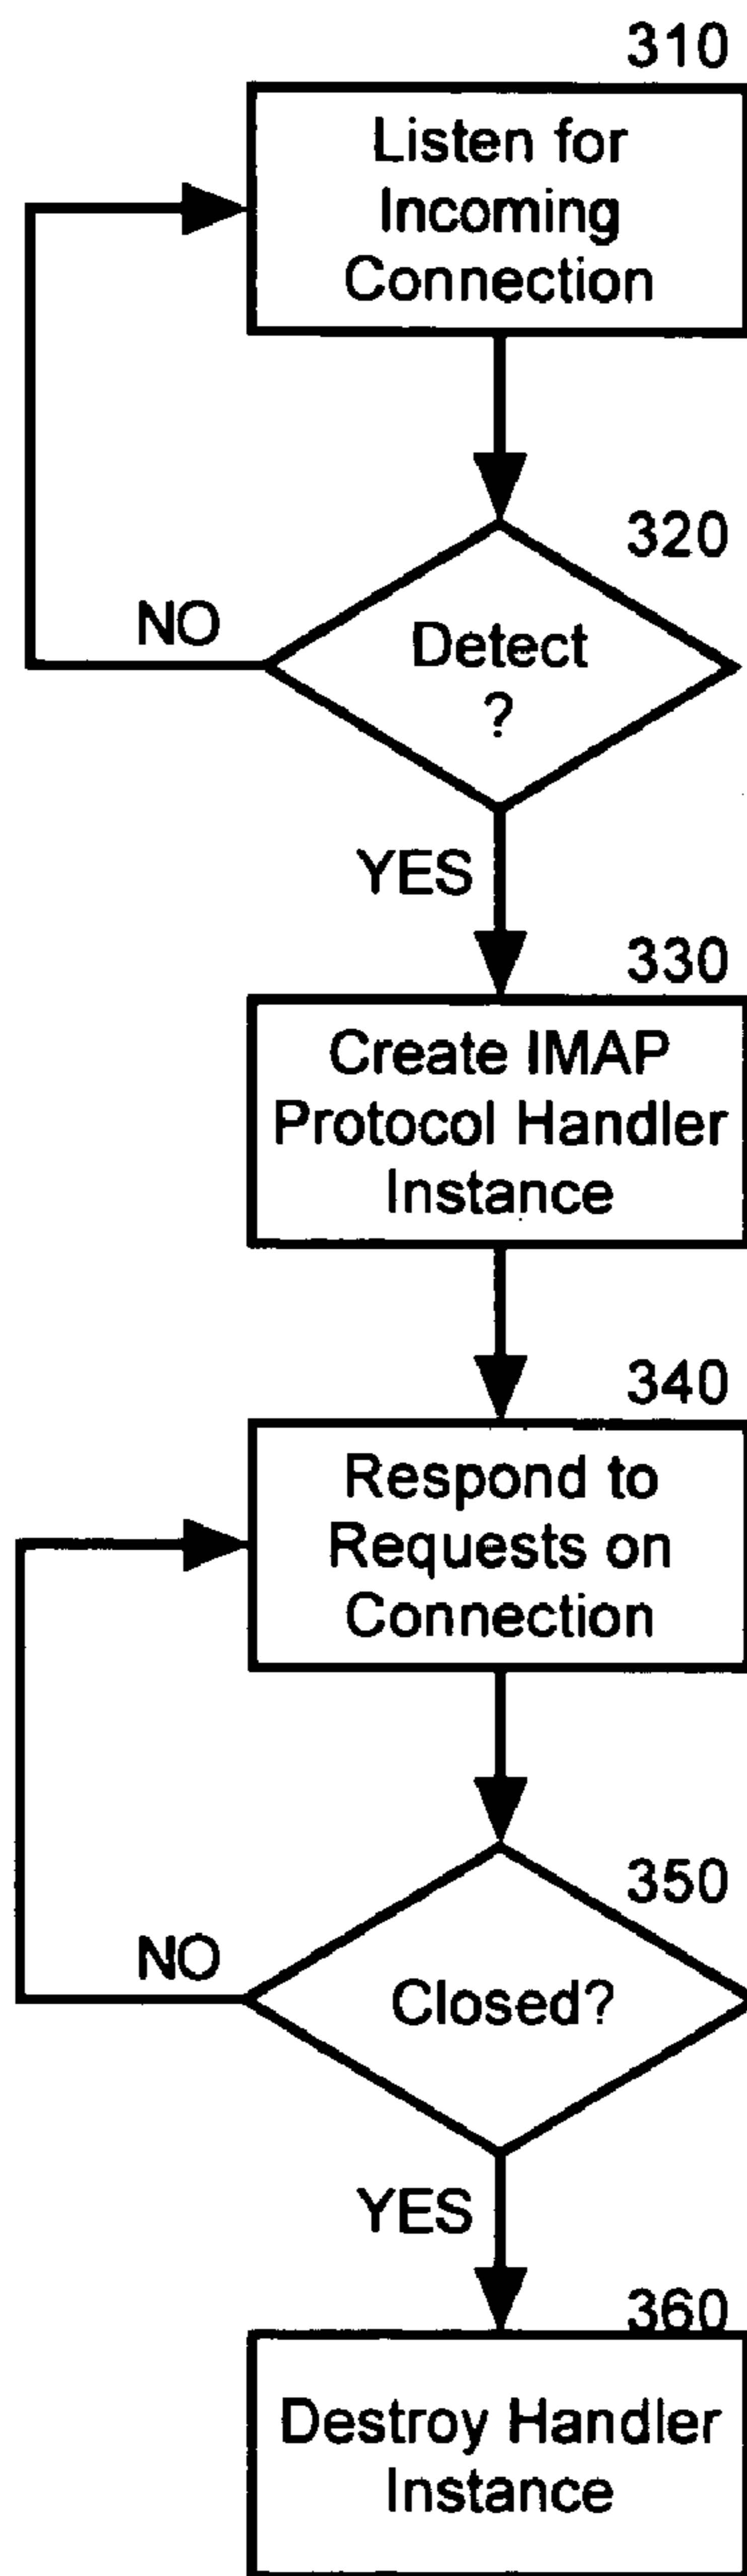 310
Listen for
Incoming
Connection
320
Detect
?
NO
YES
330
Create IMAP
Protocol Handler
Instance
340
Respond to
Requests on
Connection
350
Closed?
NO
YES
360
Destroy Handler
Instance